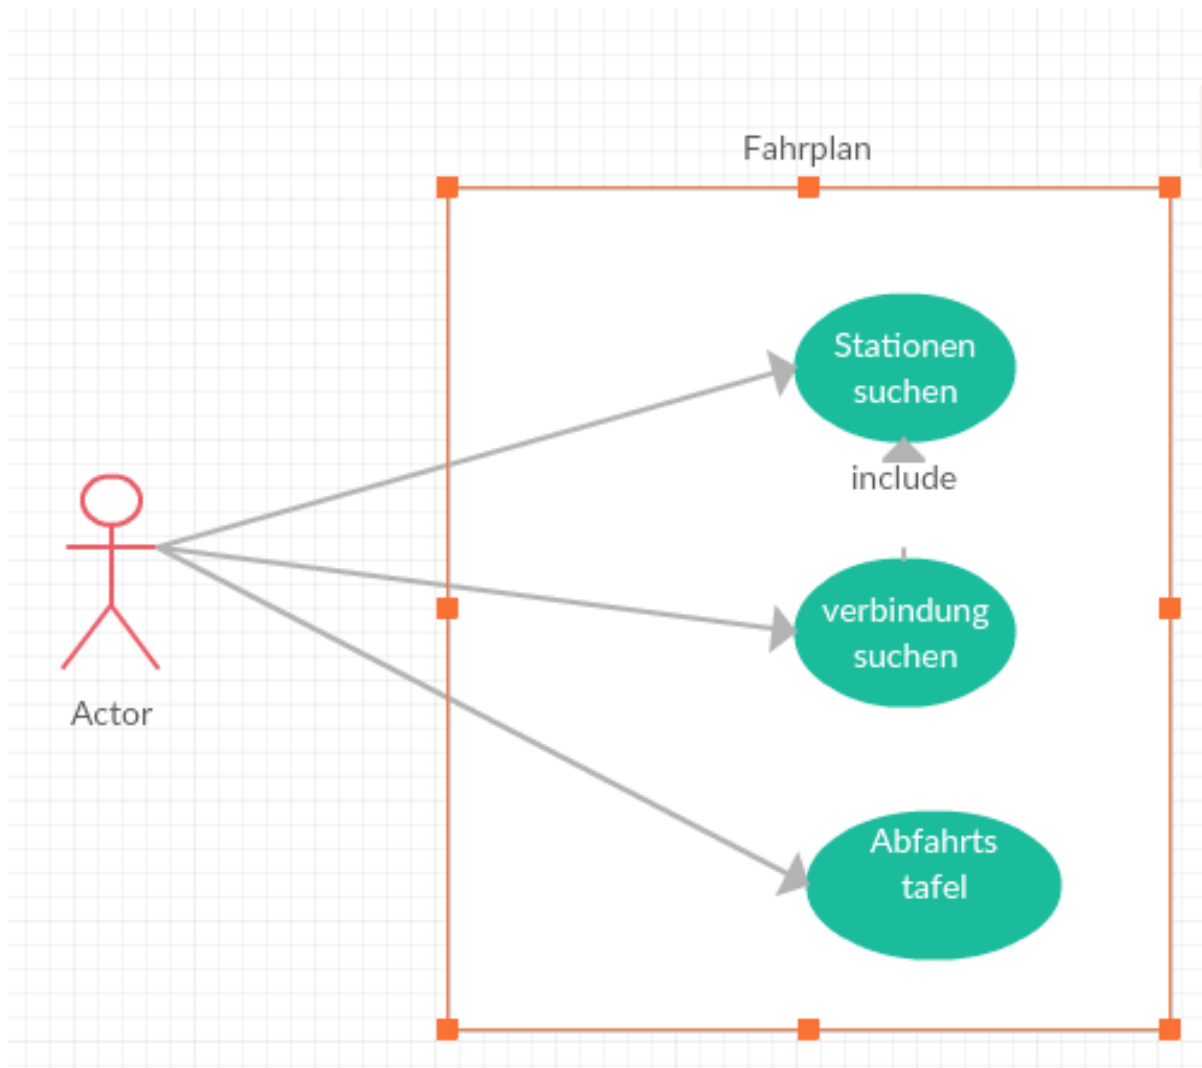 Fahrplan
Stationen
suchen
include
verbindung
suchen
Actor
Abfahrts
tafel